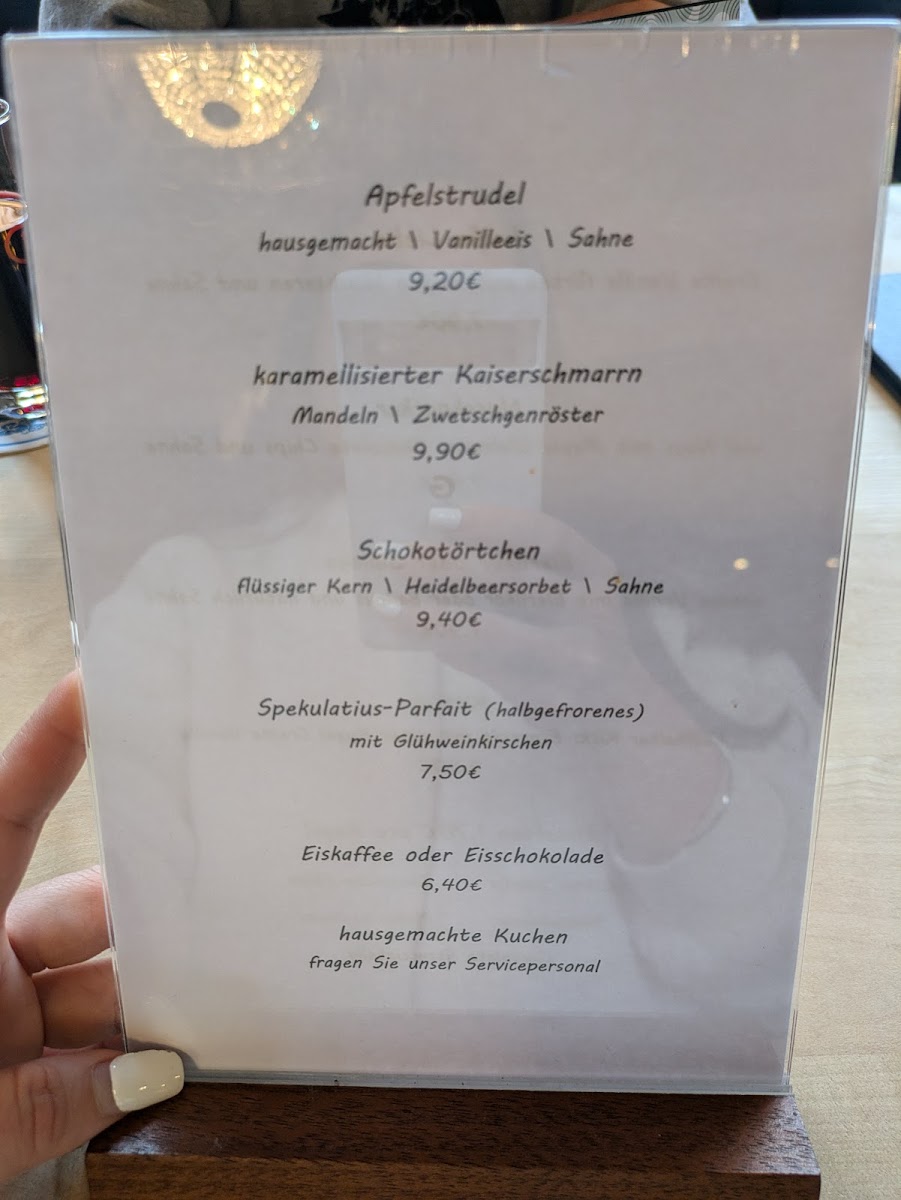 Apfelstrudel
hausgemacht \ Vanilleeis \ Sahne
9,20€
karamellisierter Kaiserschmarrn
Mandeln \ Zwetschgenröster
9,90€
Schokotörtchen
flüssiger Kern \ Heidelbeersorbet \ Sahne
9,40€
Spekulatius-Parfait (halbgefrorenes)
mit Glühweinkirschen
7,50€
Eiskaffee oder Eisschokolade
6,40€
hausgemachte Kuchen
fragen Sie unser Servicepersonal